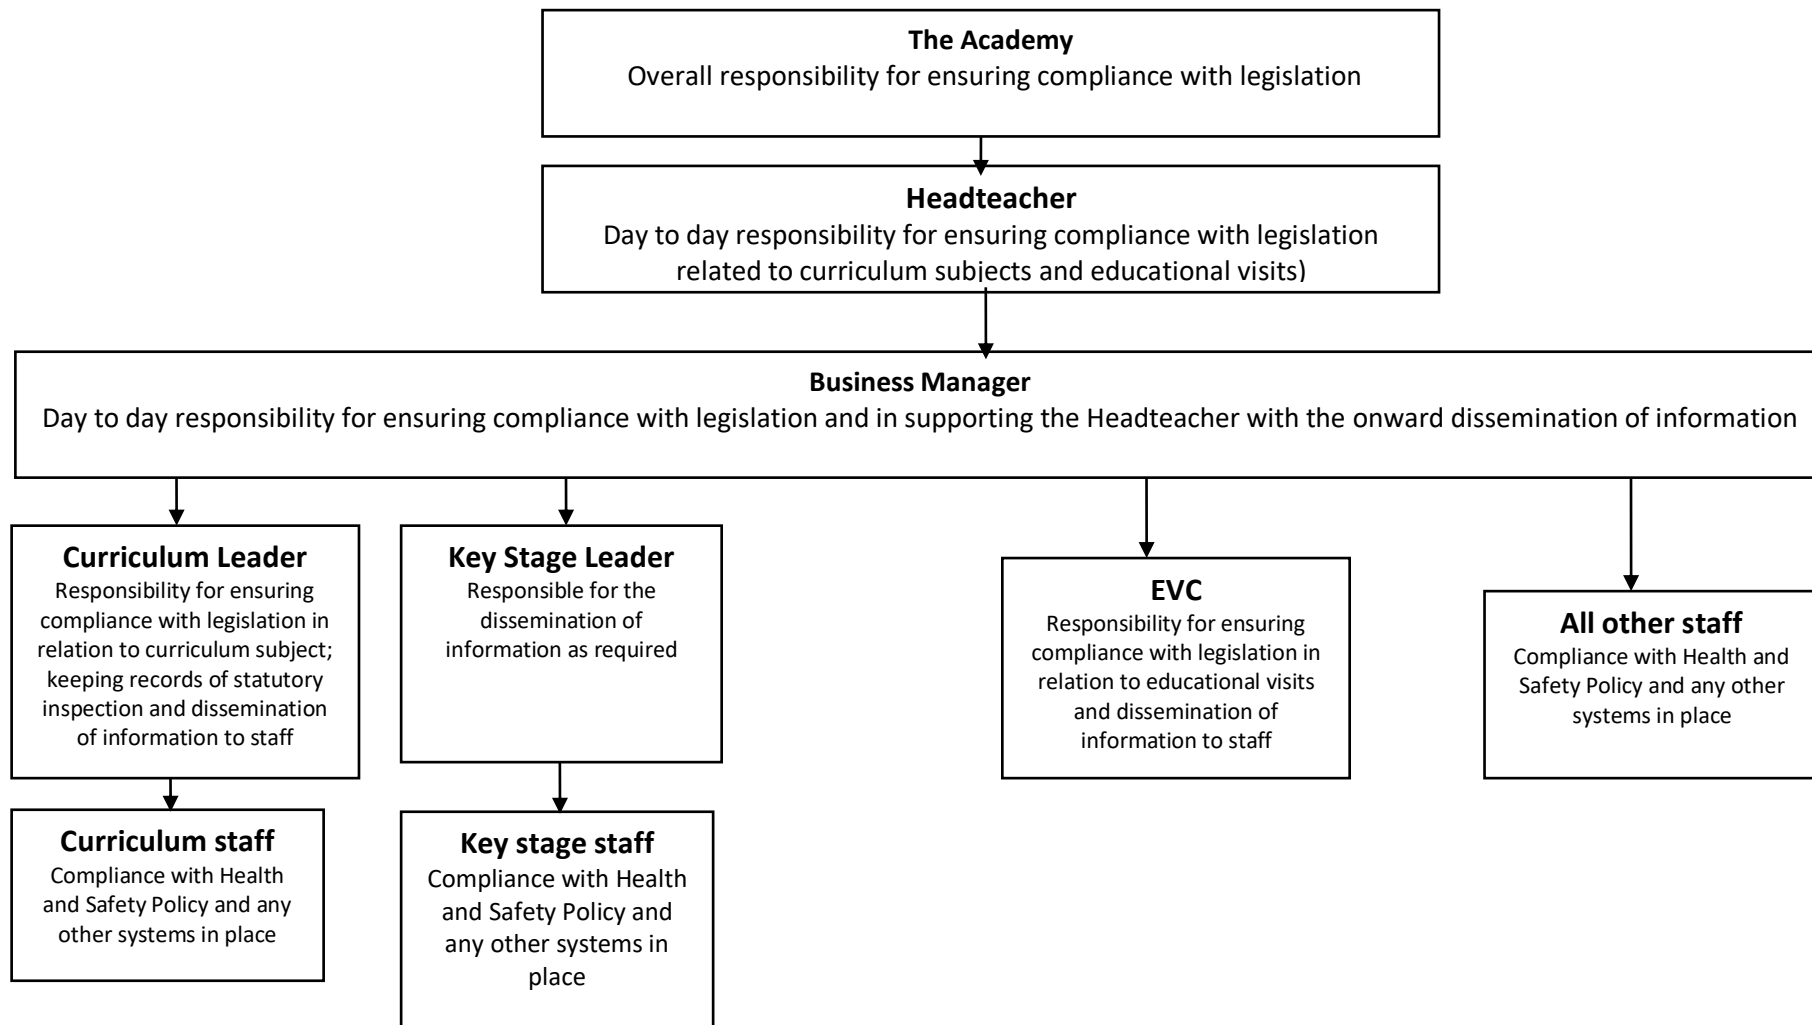 The Academy
Overall responsibility for ensuring compliance with legislation
Headteacher
Day to day responsibility for ensuring compliance with legislation
related to curriculum subjects and educational visits)
Business Manager
Day to day responsibility for ensuring compliance with legislation and in supporting the Headteacher with the onward dissemination of information
Curriculum Leader
Responsibility for ensuring
compliance with legislation in
relation to curriculum subject;
keeping records of statutory
inspection and dissemination
of information to staff
Key Stage Leader
Responsible for the
dissemination of
information as required
EVC
Responsibility for ensuring
compliance with legislation in
relation to educational visits
and dissemination of
information to staff
All other staff
Compliance with Health and
Safety Policy and any other
systems in place
Curriculum staff
Compliance with Health
and Safety Policy and any
other systems in place
Key stage staff
Compliance with Health
and Safety Policy and
any other systems in
place